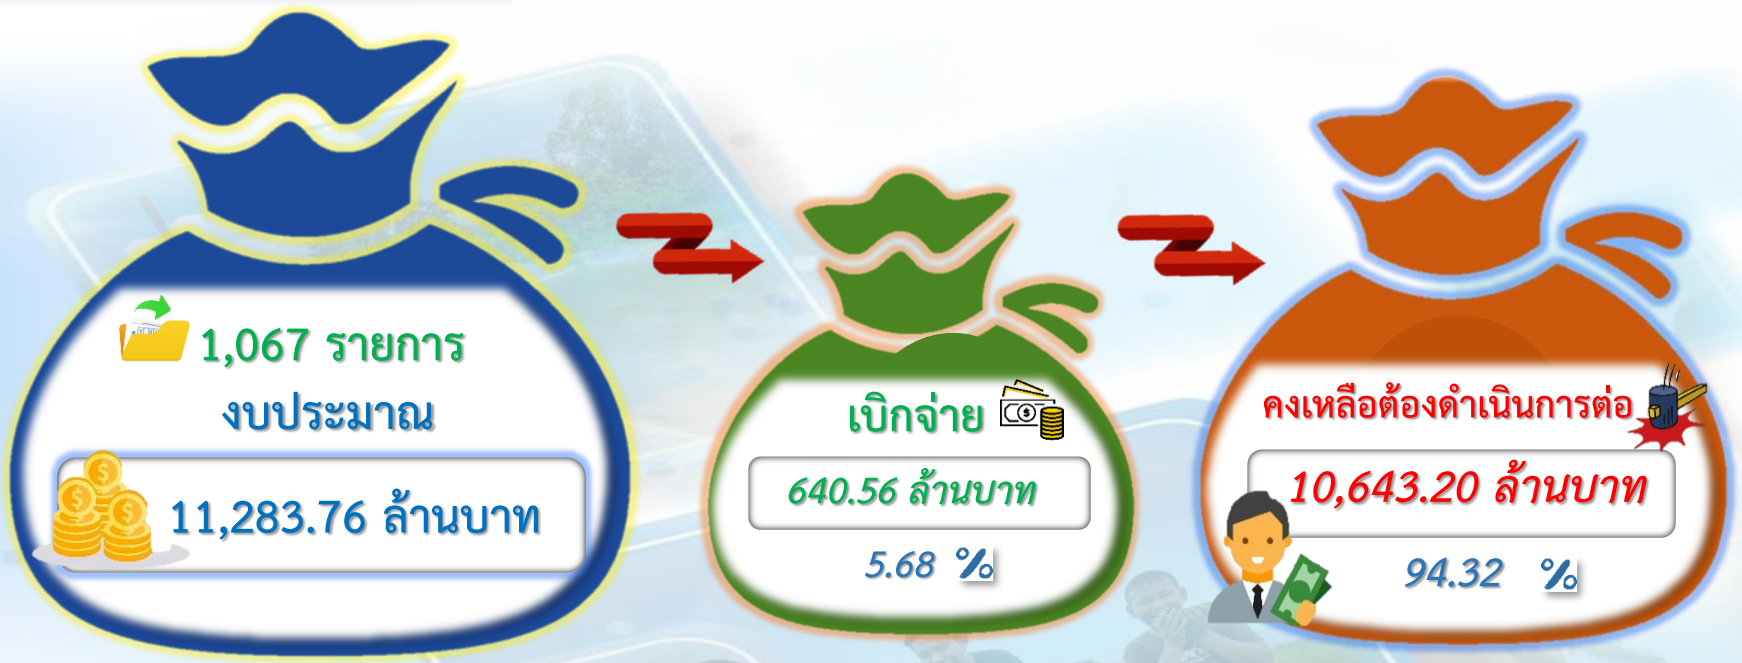 1,067 รายการ
งบประมาณ
11,283.76 ล้านบาท
เบิกจ่าย
640.56 ล้านบาท
5.68 %
คงเหลือต้องดำเนินการต่อ
10,643.20 ล้านบาท
94.32 %